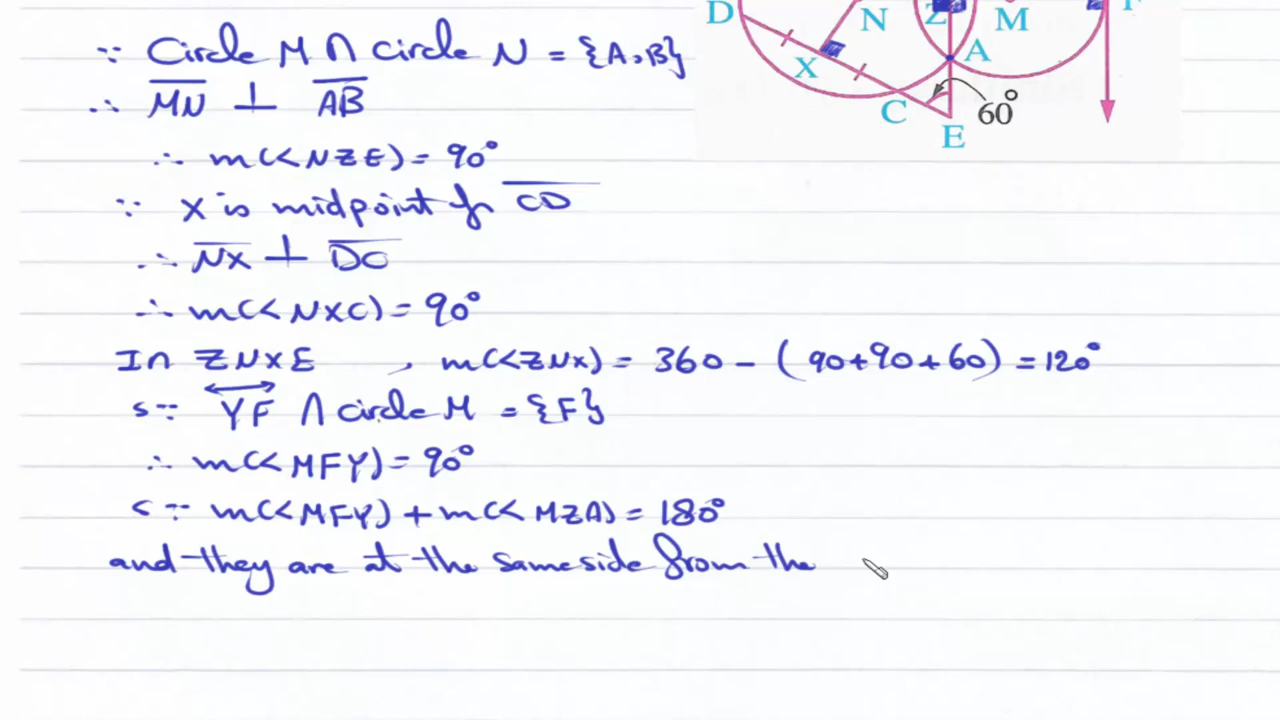 D
N
Z
M
F
∵ Circle M ∩ circle N = {A,B}
X
A
∴ MN ⊥ AB
C
60°
E
∴ m(<NZE) = 90°
∵ X is midpoint for CD
∴ NX ⊥ DC
∴ m(<NXC) = 90°
In ZNXE , m(<ZNX) = 360 - (90+90+60) = 120°
, ∵ YF ∩ circle M = {F}
∴ m(<MFY) = 90°
, ∵ m(<MFY) + m(<MZA) = 180°
and they are at the same side from the